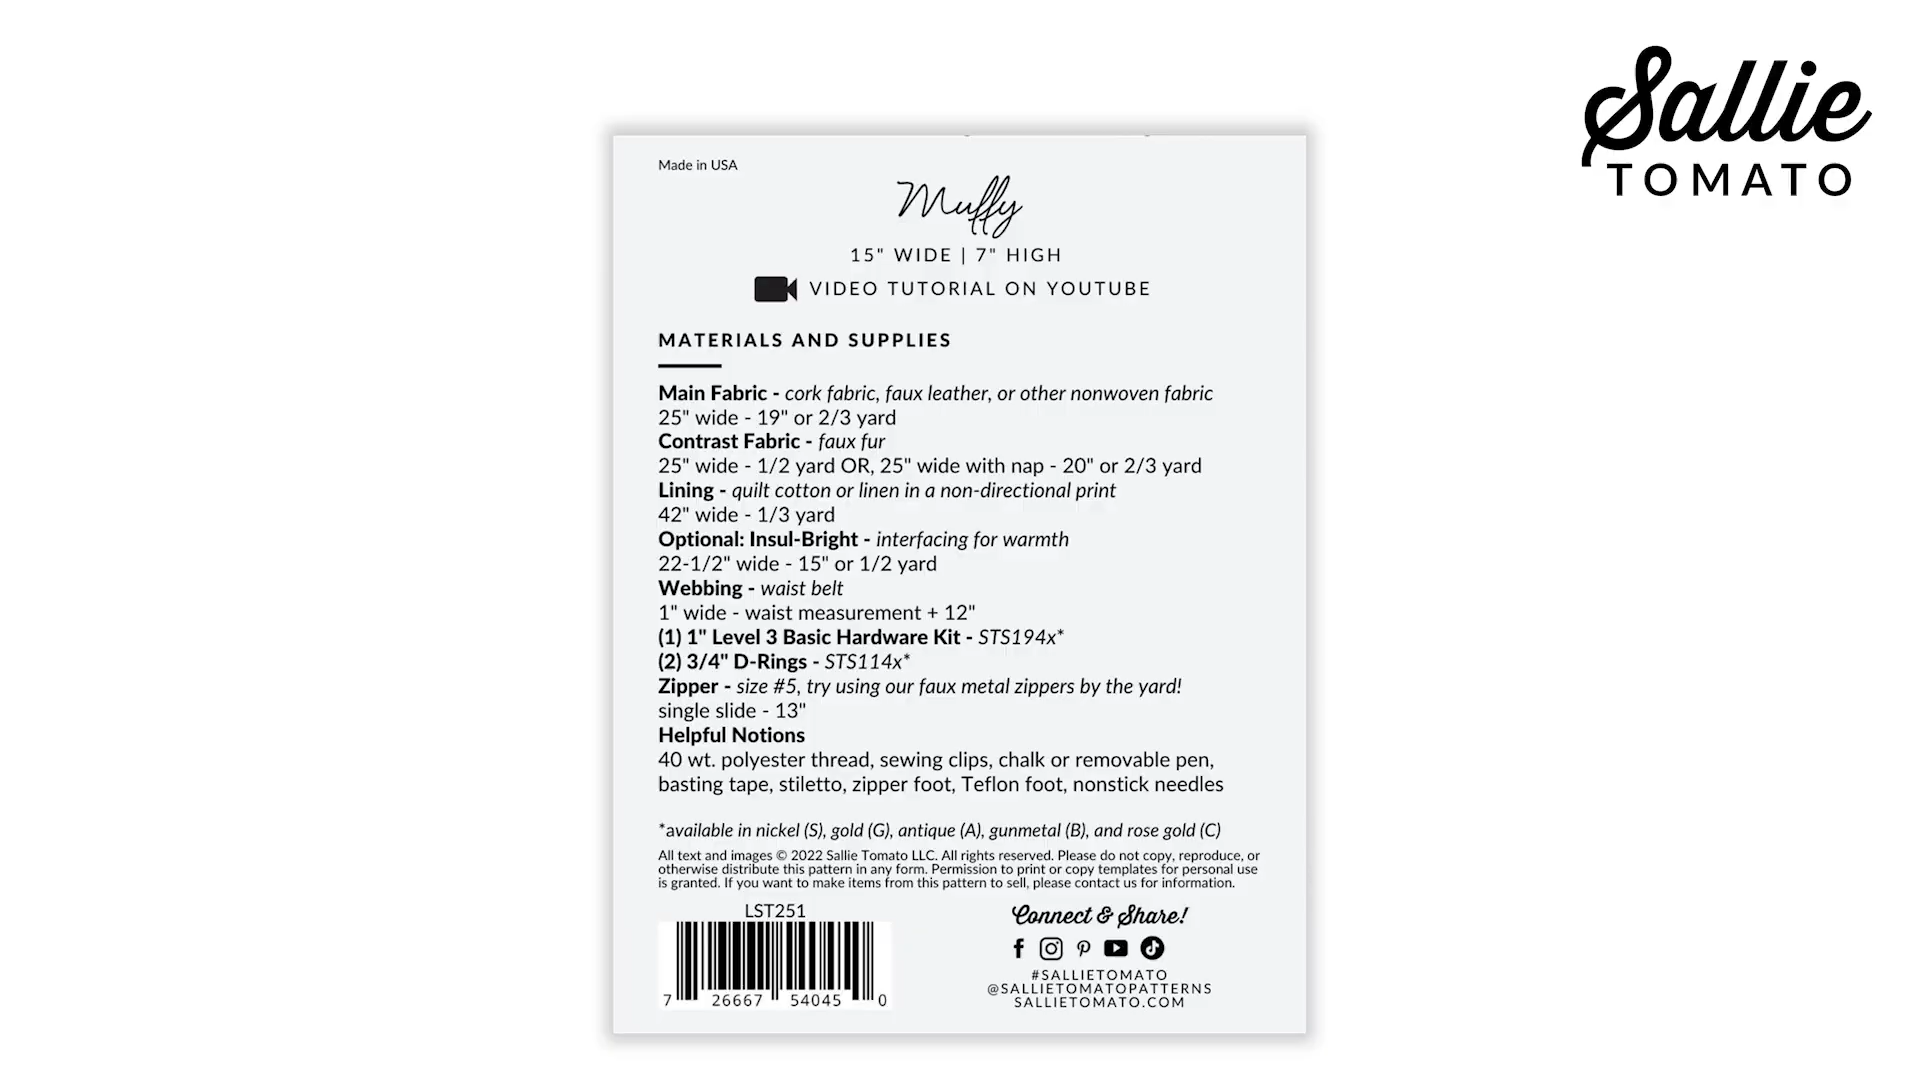 Sallie
TOMATO
Made in USA
Muffy
15" WIDE | 7" HIGH
VIDEO TUTORIAL ON YOUTUBE
MATERIALS AND SUPPLIES
Main Fabric - cork fabric, faux leather, or other nonwoven fabric
25" wide - 19" or 2/3 yard
Contrast Fabric - faux fur
25" wide - 1/2 yard OR, 25" wide with nap - 20" or 2/3 yard
Lining - quilt cotton or linen in a non-directional print
42" wide - 1/3 yard
Optional: Insul-Bright - interfacing for warmth
22-1/2" wide - 15" or 1/2 yard
Webbing - waist belt
1" wide - waist measurement + 12"
(1) 1" Level 3 Basic Hardware Kit - STS194x*
(2) 3/4" D-Rings - STS114x*
Zipper - size #5, try using our faux metal zippers by the yard!
single slide - 13"
Helpful Notions
40 wt. polyester thread, sewing clips, chalk or removable pen,
basting tape, stiletto, zipper foot, Teflon foot, nonstick needles
*available in nickel (S), gold (G), antique (A), gunmetal (B), and rose gold (C)
All text and images © 2022 Sallie Tomato LLC. All rights reserved. Please do not copy, reproduce, or
otherwise distribute this pattern in any form. Permission to print or copy templates for personal use
is granted. If you want to make items from this pattern to sell, please contact us for information.
LST251
7 26667 54045 0
Connect & Share!
#SALLIETOMATO
@SALLIETOMATOPATTERNS
SALLIETOMATO.COM